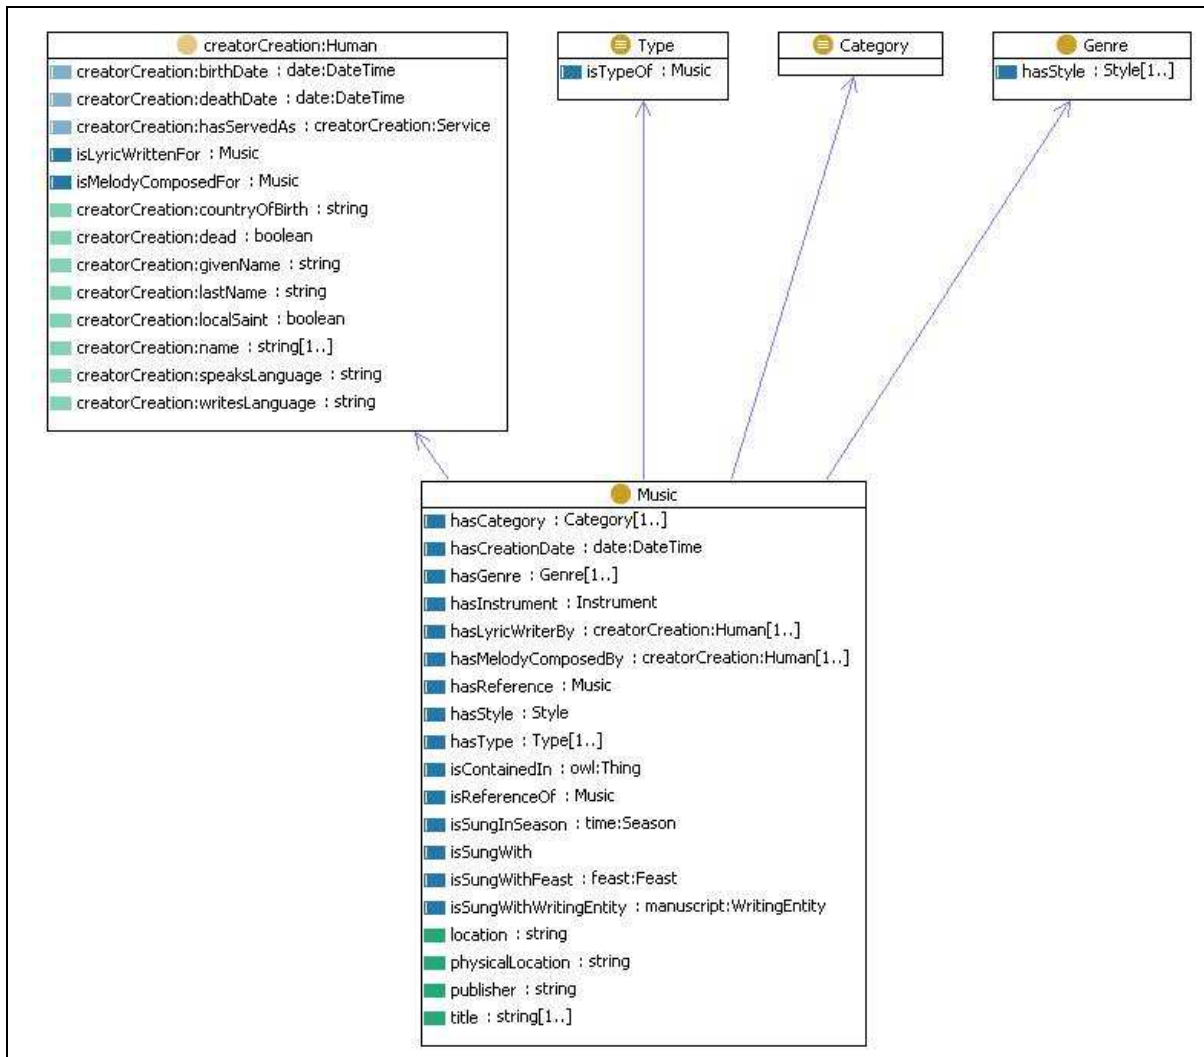 creatorCreation:Human
creatorCreation:birthDate : date:DateTime
creatorCreation:deathDate : date:DateTime
creatorCreation:hasServedAs : creatorCreation:Service
isLyricWrittenFor : Music
isMelodyComposedFor : Music
creatorCreation:countryOfBirth : string
creatorCreation:dead : boolean
creatorCreation:givenName : string
creatorCreation:lastName : string
creatorCreation:localSaint : boolean
creatorCreation:name : string[1..]
creatorCreation:speaksLanguage : string
creatorCreation:writesLanguage : string
Type
isTypeOf : Music
Category
Genre
hasStyle : Style[1..]
Music
hasCategory : Category[1..]
hasCreationDate : date:DateTime
hasGenre : Genre[1..]
hasInstrument : Instrument
hasLyricWriterBy : creatorCreation:Human[1..]
hasMelodyComposedBy : creatorCreation:Human[1..]
hasReference : Music
hasStyle : Style
hasType : Type[1..]
isContainedIn : owl:Thing
isReferenceOf : Music
isSungInSeason : time:Season
isSungWith
isSungWithFeast : feast:Feast
isSungWithWritingEntity : manuscript:WritingEntity
location : string
physicalLocation : string
publisher : string
title : string[1..]